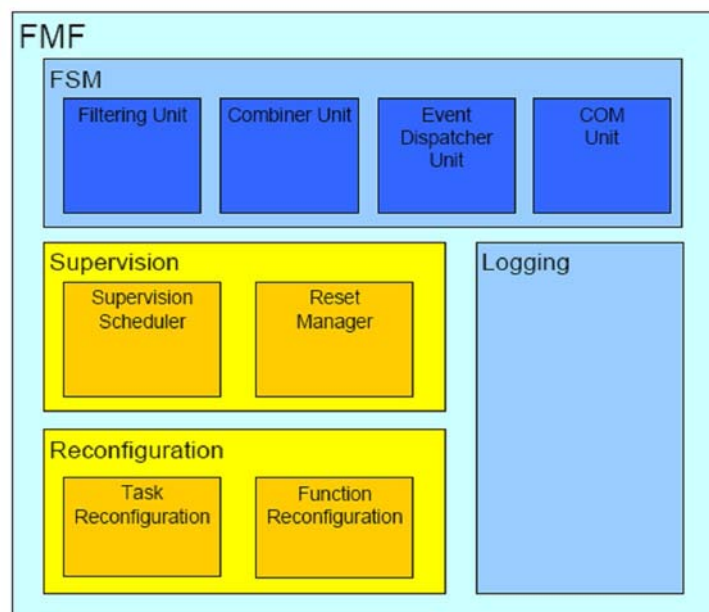 FMF
FSM
Filtering Unit
Combiner Unit
Event
Dispatcher
Unit
COM
Unit
Supervision
Supervision
Scheduler
Reset
Manager
Logging
Reconfiguration
Task
Reconfiguration
Function
Reconfiguration